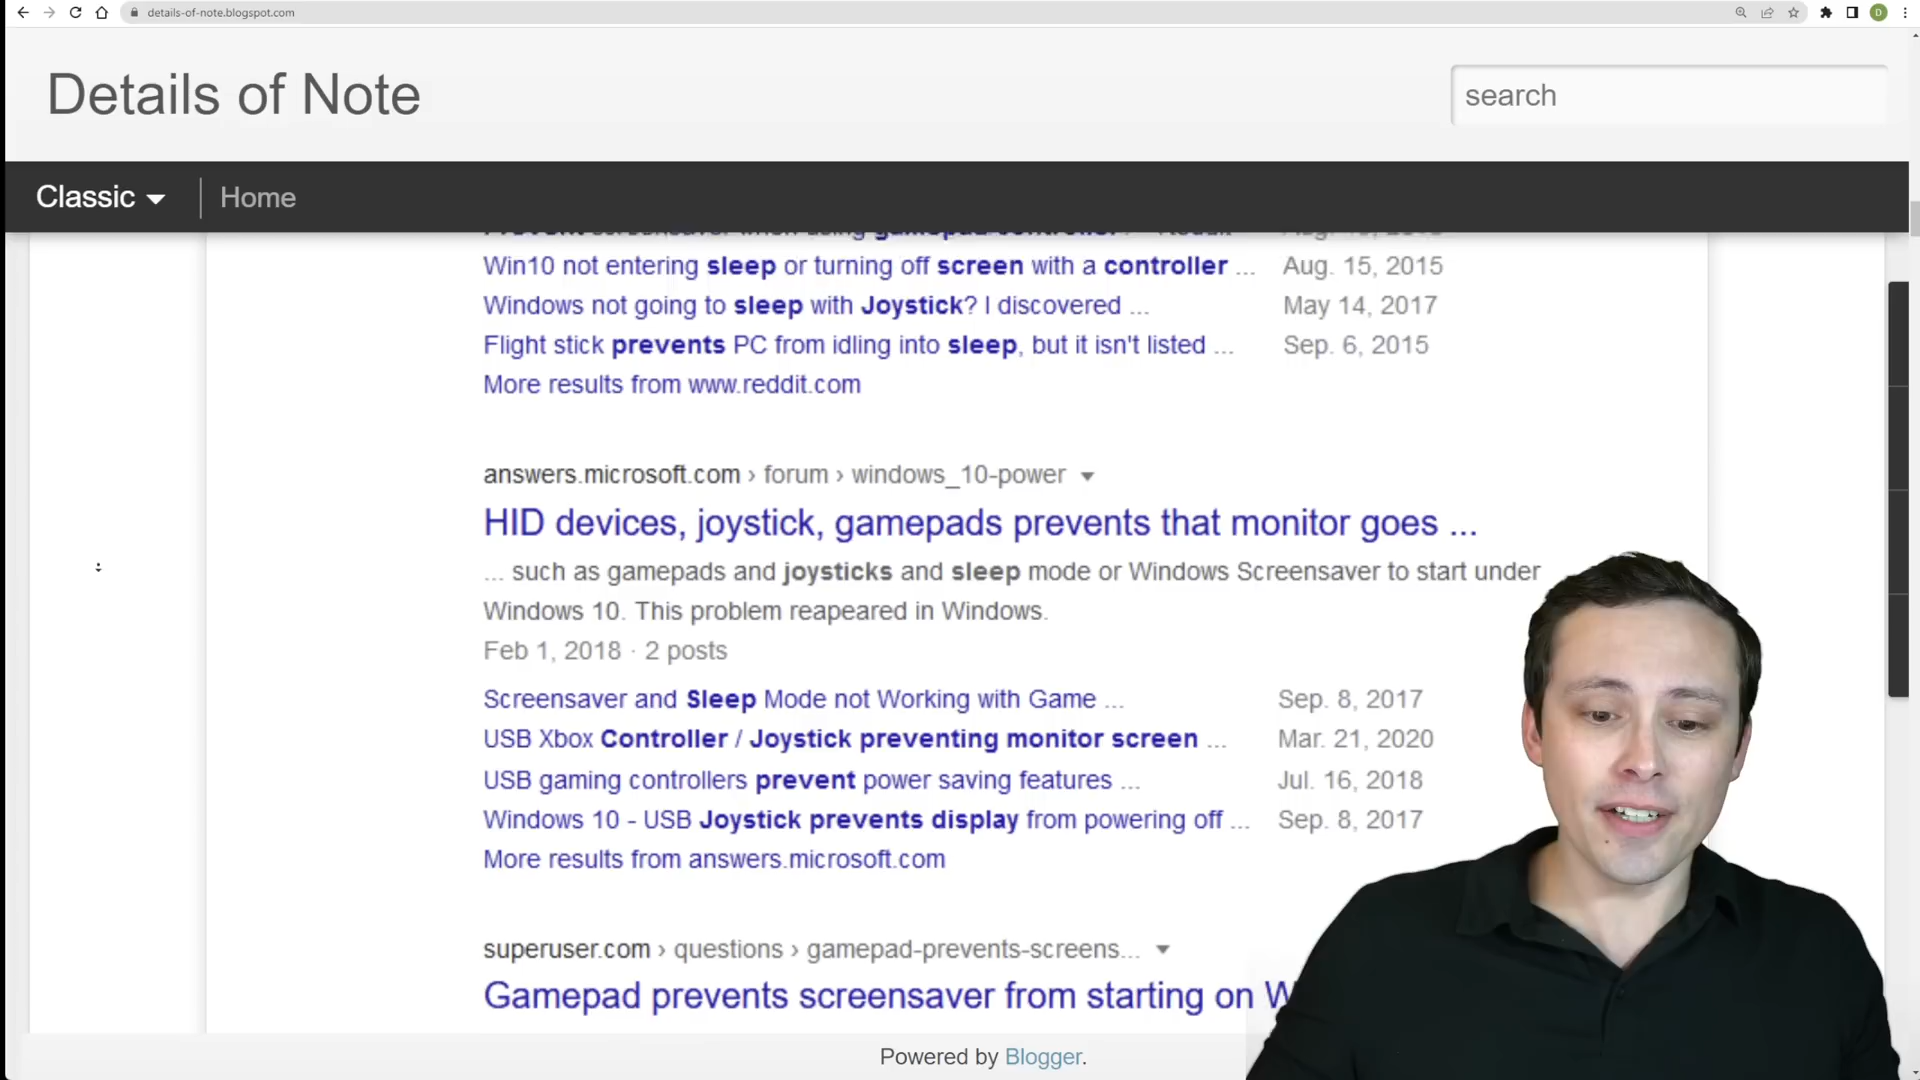 details-of-note.blogspot.com
D
Details of Note
search
Classic
Home
Win10 not entering sleep or turning off screen with a controller ... Aug. 15, 2015
Windows not going to sleep with Joystick? I discovered ... May 14, 2017
Flight stick prevents PC from idling into sleep, but it isn't listed ... Sep. 6, 2015
More results from www.reddit.com
answers.microsoft.com › forum › windows_10-power
HID devices, joystick, gamepads prevents that monitor goes ...
... such as gamepads and joysticks and sleep mode or Windows Screensaver to start under
Windows 10. This problem reapeared in Windows.
Feb 1, 2018 · 2 posts
Screensaver and Sleep Mode not Working with Game ... Sep. 8, 2017
USB Xbox Controller / Joystick preventing monitor screen ... Mar. 21, 2020
USB gaming controllers prevent power saving features ... Jul. 16, 2018
Windows 10 - USB Joystick prevents display from powering off ... Sep. 8, 2017
More results from answers.microsoft.com
superuser.com › questions › gamepad-prevents-screens...
Gamepad prevents screensaver from starting on
Powered by Blogger.